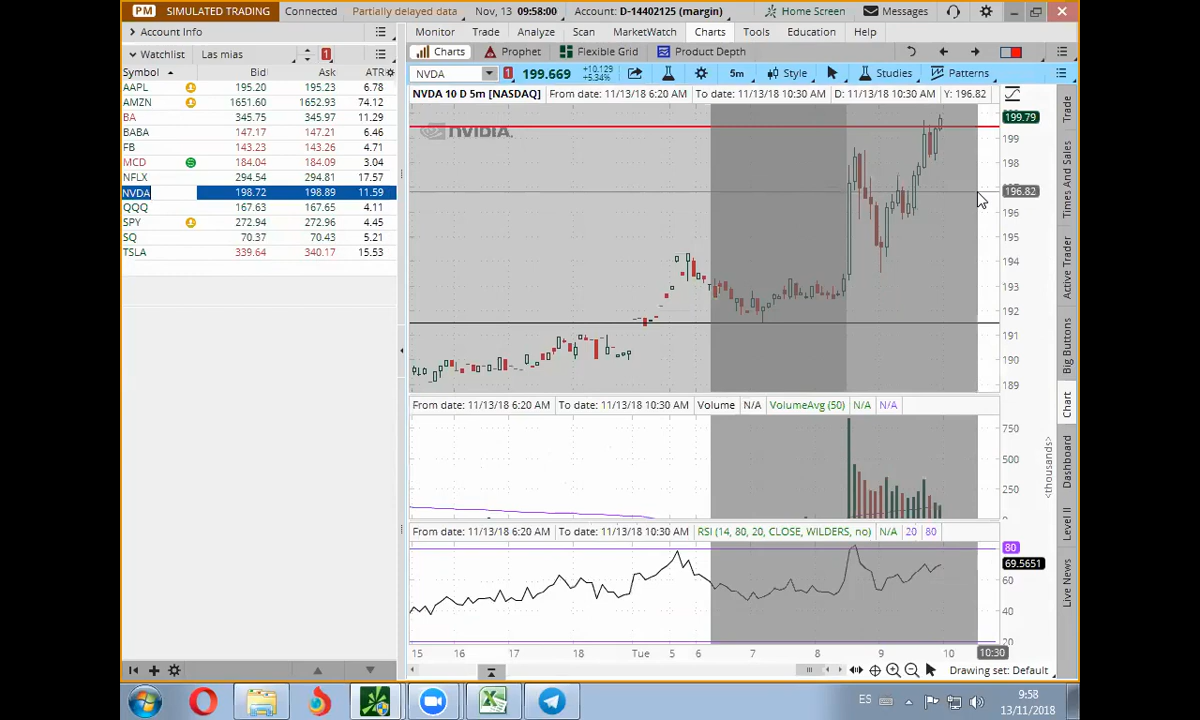 PM SIMULATED TRADING Connected Partially delayed data Nov, 13 09:58:00 Account: D-14402125 (margin) Home Screen Messages
Account Info
Monitor Trade Analyze Scan MarketWatch Charts Tools Education Help
Watchlist Las mias 1
Charts Prophet Flexible Grid Product Depth
Symbol Bid Ask ATR
NVDA 1 199.669 +10.129 +5.34% 5m Style Studies Patterns
AAPL 195.20 195.23 6.78
AMZN 1651.60 1652.93 74.12
BA 345.75 345.97 11.29
BABA 147.17 147.21 6.46
FB 143.23 143.26 4.71
MCD 184.04 184.09 3.04
NFLX 294.54 294.81 17.57
NVDA 198.72 198.89 11.59
QQQ 167.63 167.65 4.11
SPY 272.94 272.96 4.45
SQ 70.37 70.43 5.21
TSLA 339.64 340.17 15.53
NVDA 10 D 5m [NASDAQ] From date: 11/13/18 6:20 AM To date: 11/13/18 10:30 AM D: 11/13/18 10:30 AM Y: 196.82
NVIDIA.
199.79
199
198
196.82
196
195
194
193
192
191
190
189
From date: 11/13/18 6:20 AM To date: 11/13/18 10:30 AM Volume N/A VolumeAvg (50) N/A N/A
750
500
250
<thousands>
From date: 11/13/18 6:20 AM To date: 11/13/18 10:30 AM RSI (14, 80, 20, CLOSE, WILDERS, no) N/A 20 80
80
69.5651
60
40
20
15 16 17 18 Tue 5 6 7 8 9 10 10:30
Drawing set: Default
Trade
Times And Sales
Active Trader
Big Buttons
Chart
Dashboard
Level II
Live News
ES
9:58
13/11/2018